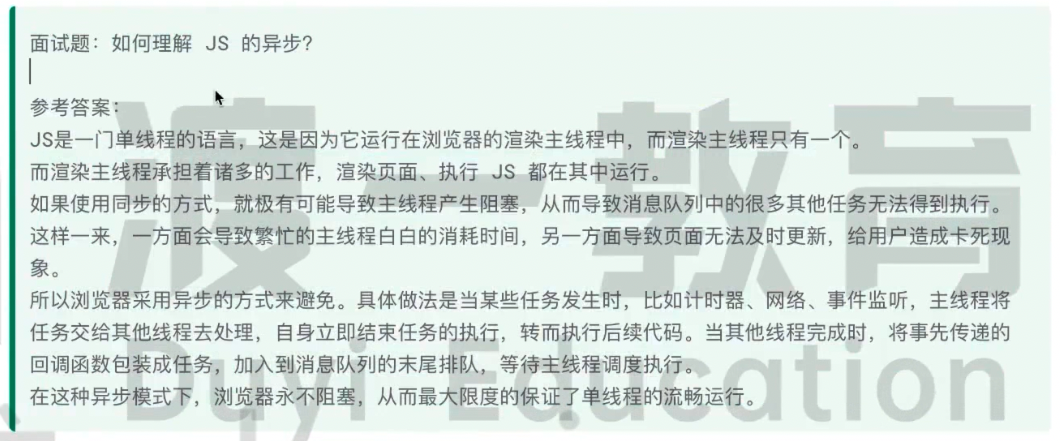 面试题：如何理解 JS 的异步？
参考答案：
JS是一门单线程的语言，这是因为它运行在浏览器的渲染主线程中，而渲染主线程只有一个。
而渲染主线程承担着诸多的工作，渲染页面、执行 JS 都在其中运行。
如果使用同步的方式，就极有可能导致主线程产生阻塞，从而导致消息队列中的很多其他任务无法得到执行。
这样一来，一方面会导致繁忙的主线程白白的消耗时间，另一方面导致页面无法及时更新，给用户造成卡死现
象。
所以浏览器采用异步的方式来避免。具体做法是当某些任务发生时，比如计时器、网络、事件监听，主线程将
任务交给其他线程去处理，自身立即结束任务的执行，转而执行后续代码。当其他线程完成时，将事先传递的
回调函数包装成任务，加入到消息队列的末尾排队，等待主线程调度执行。
在这种异步模式下，浏览器永不阻塞，从而最大限度的保证了单线程的流畅运行。
渡一教育
Duyi Education